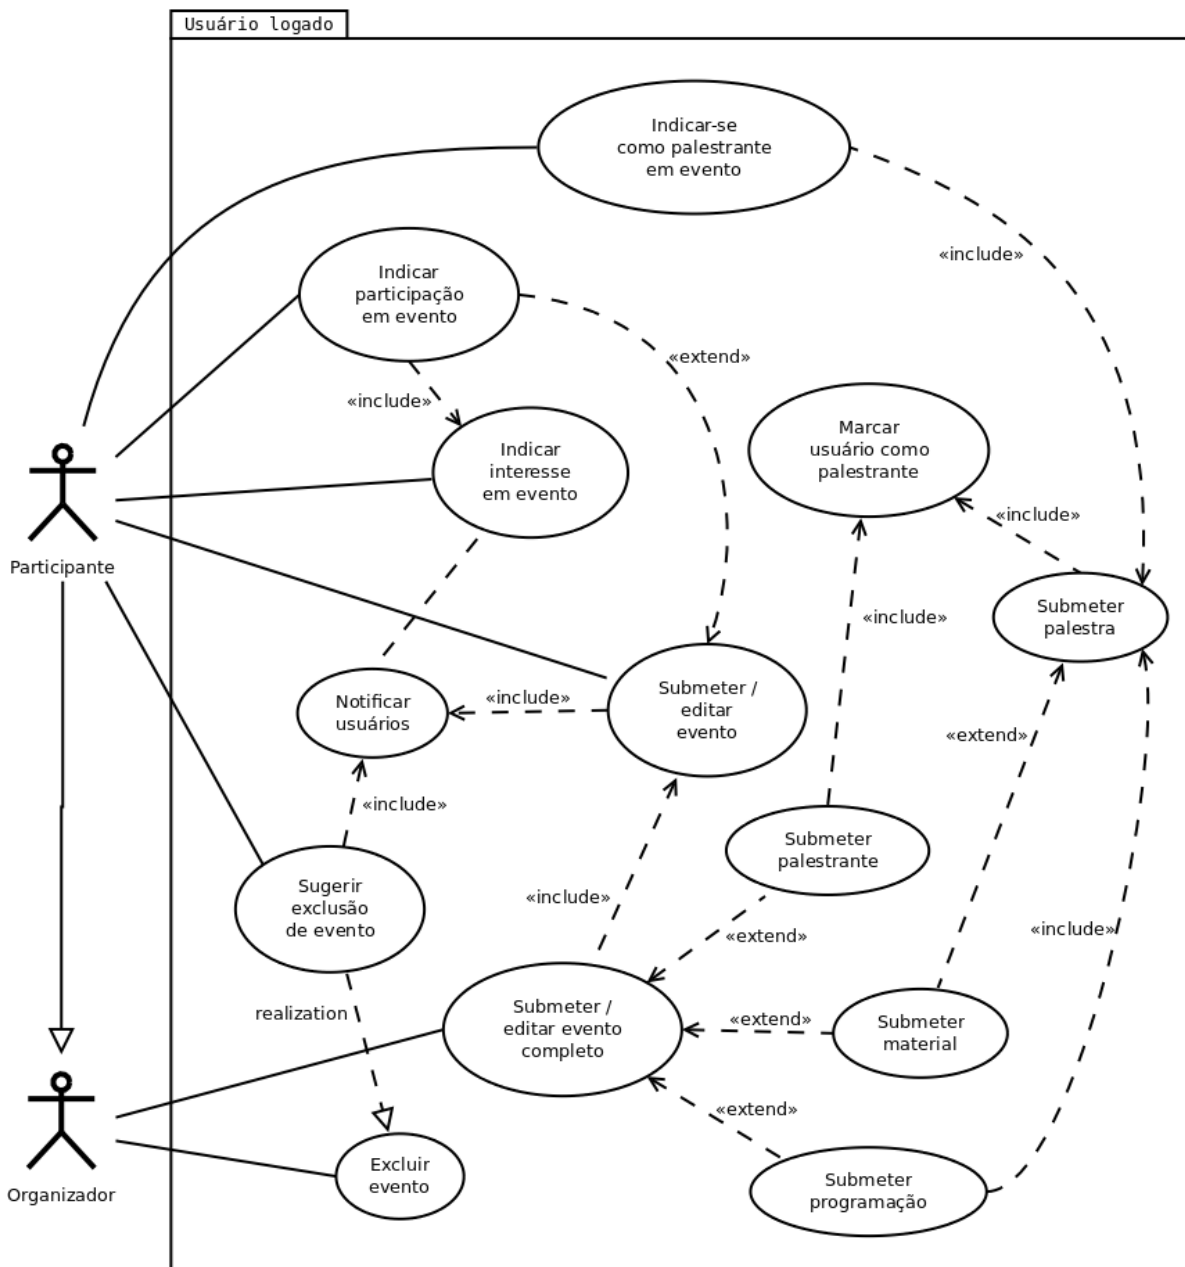 Usuário logado
Indicar-se
como palestrante
em evento
«include»
Indicar
participação
em evento
«extend»
«include»
Indicar
interesse
em evento
Marcar
usuário como
palestrante
«include»
Participante
Submeter
palestra
«include»
Notificar
usuários
«include»
Submeter /
editar
evento
«extend»
«include»
Submeter
palestrante
Sugerir
exclusão
de evento
«include»
«extend»
«include»
realization
Submeter /
editar evento
completo
«extend»
Submeter
material
«extend»
Organizador
Excluir
evento
Submeter
programação